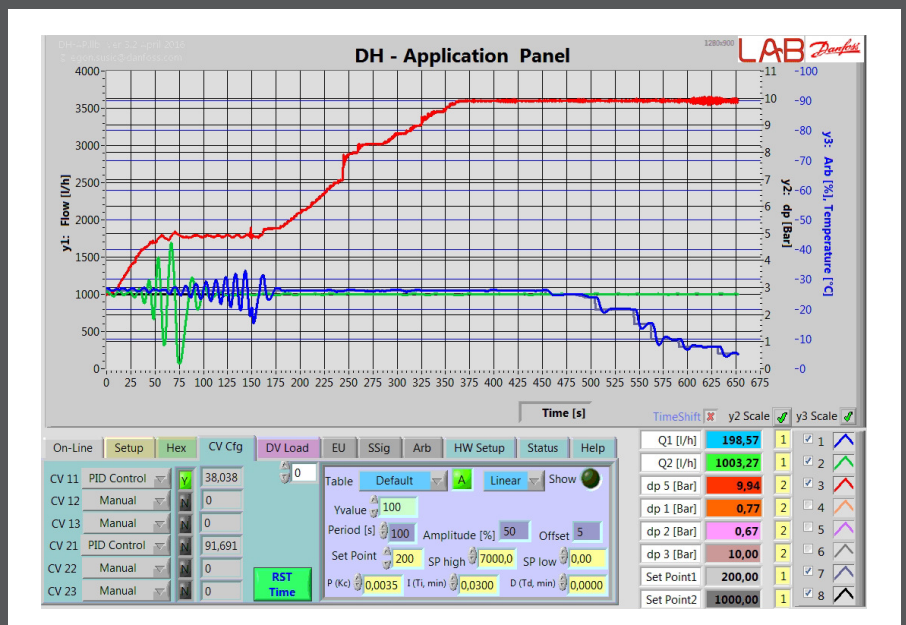 DH - Application Panel
1280x900
LAB Danfoss
4000
3500
3000
2500
2000
1500
1000
500
0
y1: Flow [l/h]
11
10
9
8
7
6
5
4
3
2
1
0
y2: dp [Bar]
-100
-90
-80
-70
-60
-50
-40
-30
-20
-10
-0
y3: Arb [%], Temperature [°C]
0 25 50 75 100 125 150 175 200 225 250 275 300 325 350 375 400 425 450 475 500 525 550 575 600 625 650 675
Time [s]
TimeShift y2 Scale y3 Scale
On-Line Setup Hex CV Cfg DV Load EU SSig Arb HW Setup Status Help
CV 11 PID Control Y 38,038
CV 12 Manual N 0
CV 13 Manual N 0
CV 21 PID Control N 91,691
CV 22 Manual N 0
CV 23 Manual N 0
0
RST
Time
Table Default A Linear Show
Yvalue 100
Period [s] 100 Amplitude [%] 50 Offset 5
Set Point 200 SP high 7000,0 SP low 0,00
P (Kc) 0,0035 I (Ti, min) 0,0300 D (Td, min) 0,0000
Q1 [l/h] 198,57 1 1
Q2 [l/h] 1003,27 1 2
dp 5 [Bar] 9,94 2 3
dp 1 [Bar] 0,77 2 4
dp 2 [Bar] 0,67 2 5
dp 3 [Bar] 10,00 2 6
Set Point1 200,00 1 7
Set Point2 1000,00 1 8